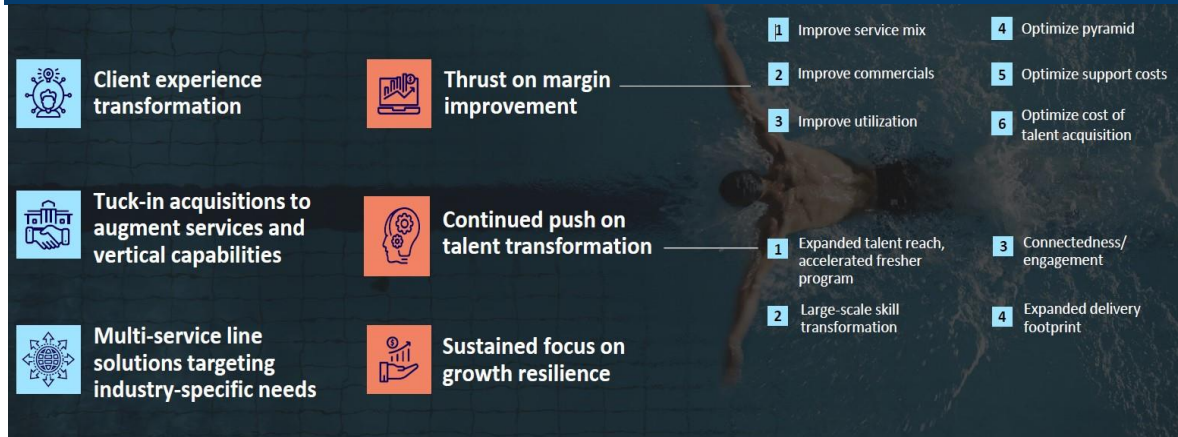 Client experience
transformation
Tuck-in acquisitions to
augment services and
vertical capabilities
Multi-service line
solutions targeting
industry-specific needs
Thrust on margin
improvement
Continued push on
talent transformation
Sustained focus on
growth resilience
1 Improve service mix
2 Improve commercials
3 Improve utilization
4 Optimize pyramid
5 Optimize support costs
6 Optimize cost of
talent acquisition
1 Expanded talent reach,
accelerated fresher
program
2 Large-scale skill
transformation
3 Connectedness/
engagement
4 Expanded delivery
footprint